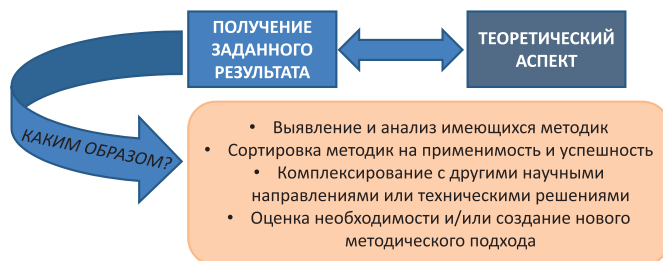 ПОЛУЧЕНИЕ
ЗАДАННОГО
РЕЗУЛЬТАТА
ТЕОРЕТИЧЕСКИЙ
АСПЕКТ
КАКИМ ОБРАЗОМ?
• Выявление и анализ имеющихся методик
• Сортировка методик на применимость и успешность
• Комплексирование с другими научными
направлениями или техническими решениями
• Оценка необходимости и/или создание нового
методического подхода